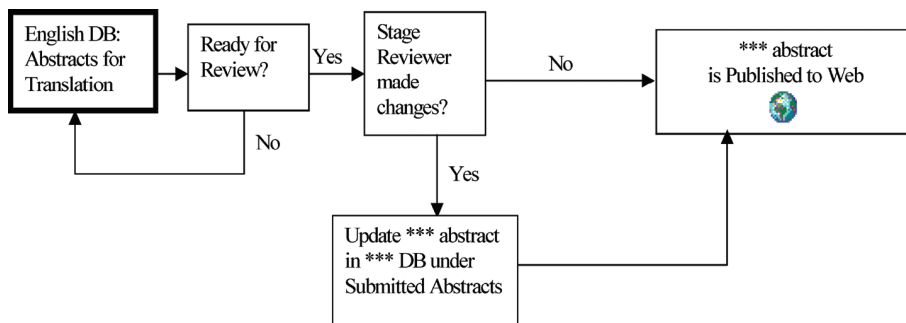 English DB:
Abstracts for
Translation
Ready for
Review?
Yes
No
Stage
Reviewer
made
changes?
No
Yes
*** abstract
is Published to Web
Update *** abstract
in *** DB under
Submitted Abstracts